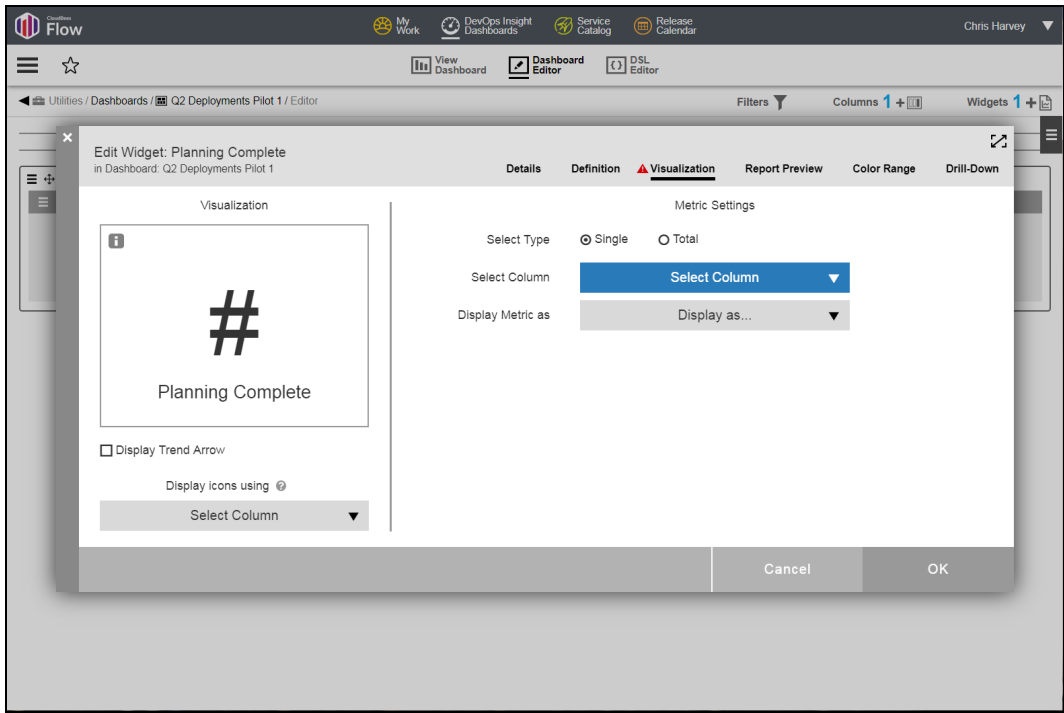 CloudBees
Flow
My
Work
DevOps Insight
Dashboards
Service
Catalog
Release
Calendar
Chris Harvey
View
Dashboard
Dashboard
Editor
DSL
Editor
Utilities / Dashboards / Q2 Deployments Pilot 1 / Editor
Filters
Columns 1 +
Widgets 1 +
Edit Widget: Planning Complete
in Dashboard: Q2 Deployments Pilot 1
Details
Definition
Visualization
Report Preview
Color Range
Drill-Down
Visualization
#
Planning Complete
Display Trend Arrow
Display icons using ?
Select Column
Metric Settings
Select Type Single Total
Select Column Select Column
Display Metric as Display as...
Cancel
OK